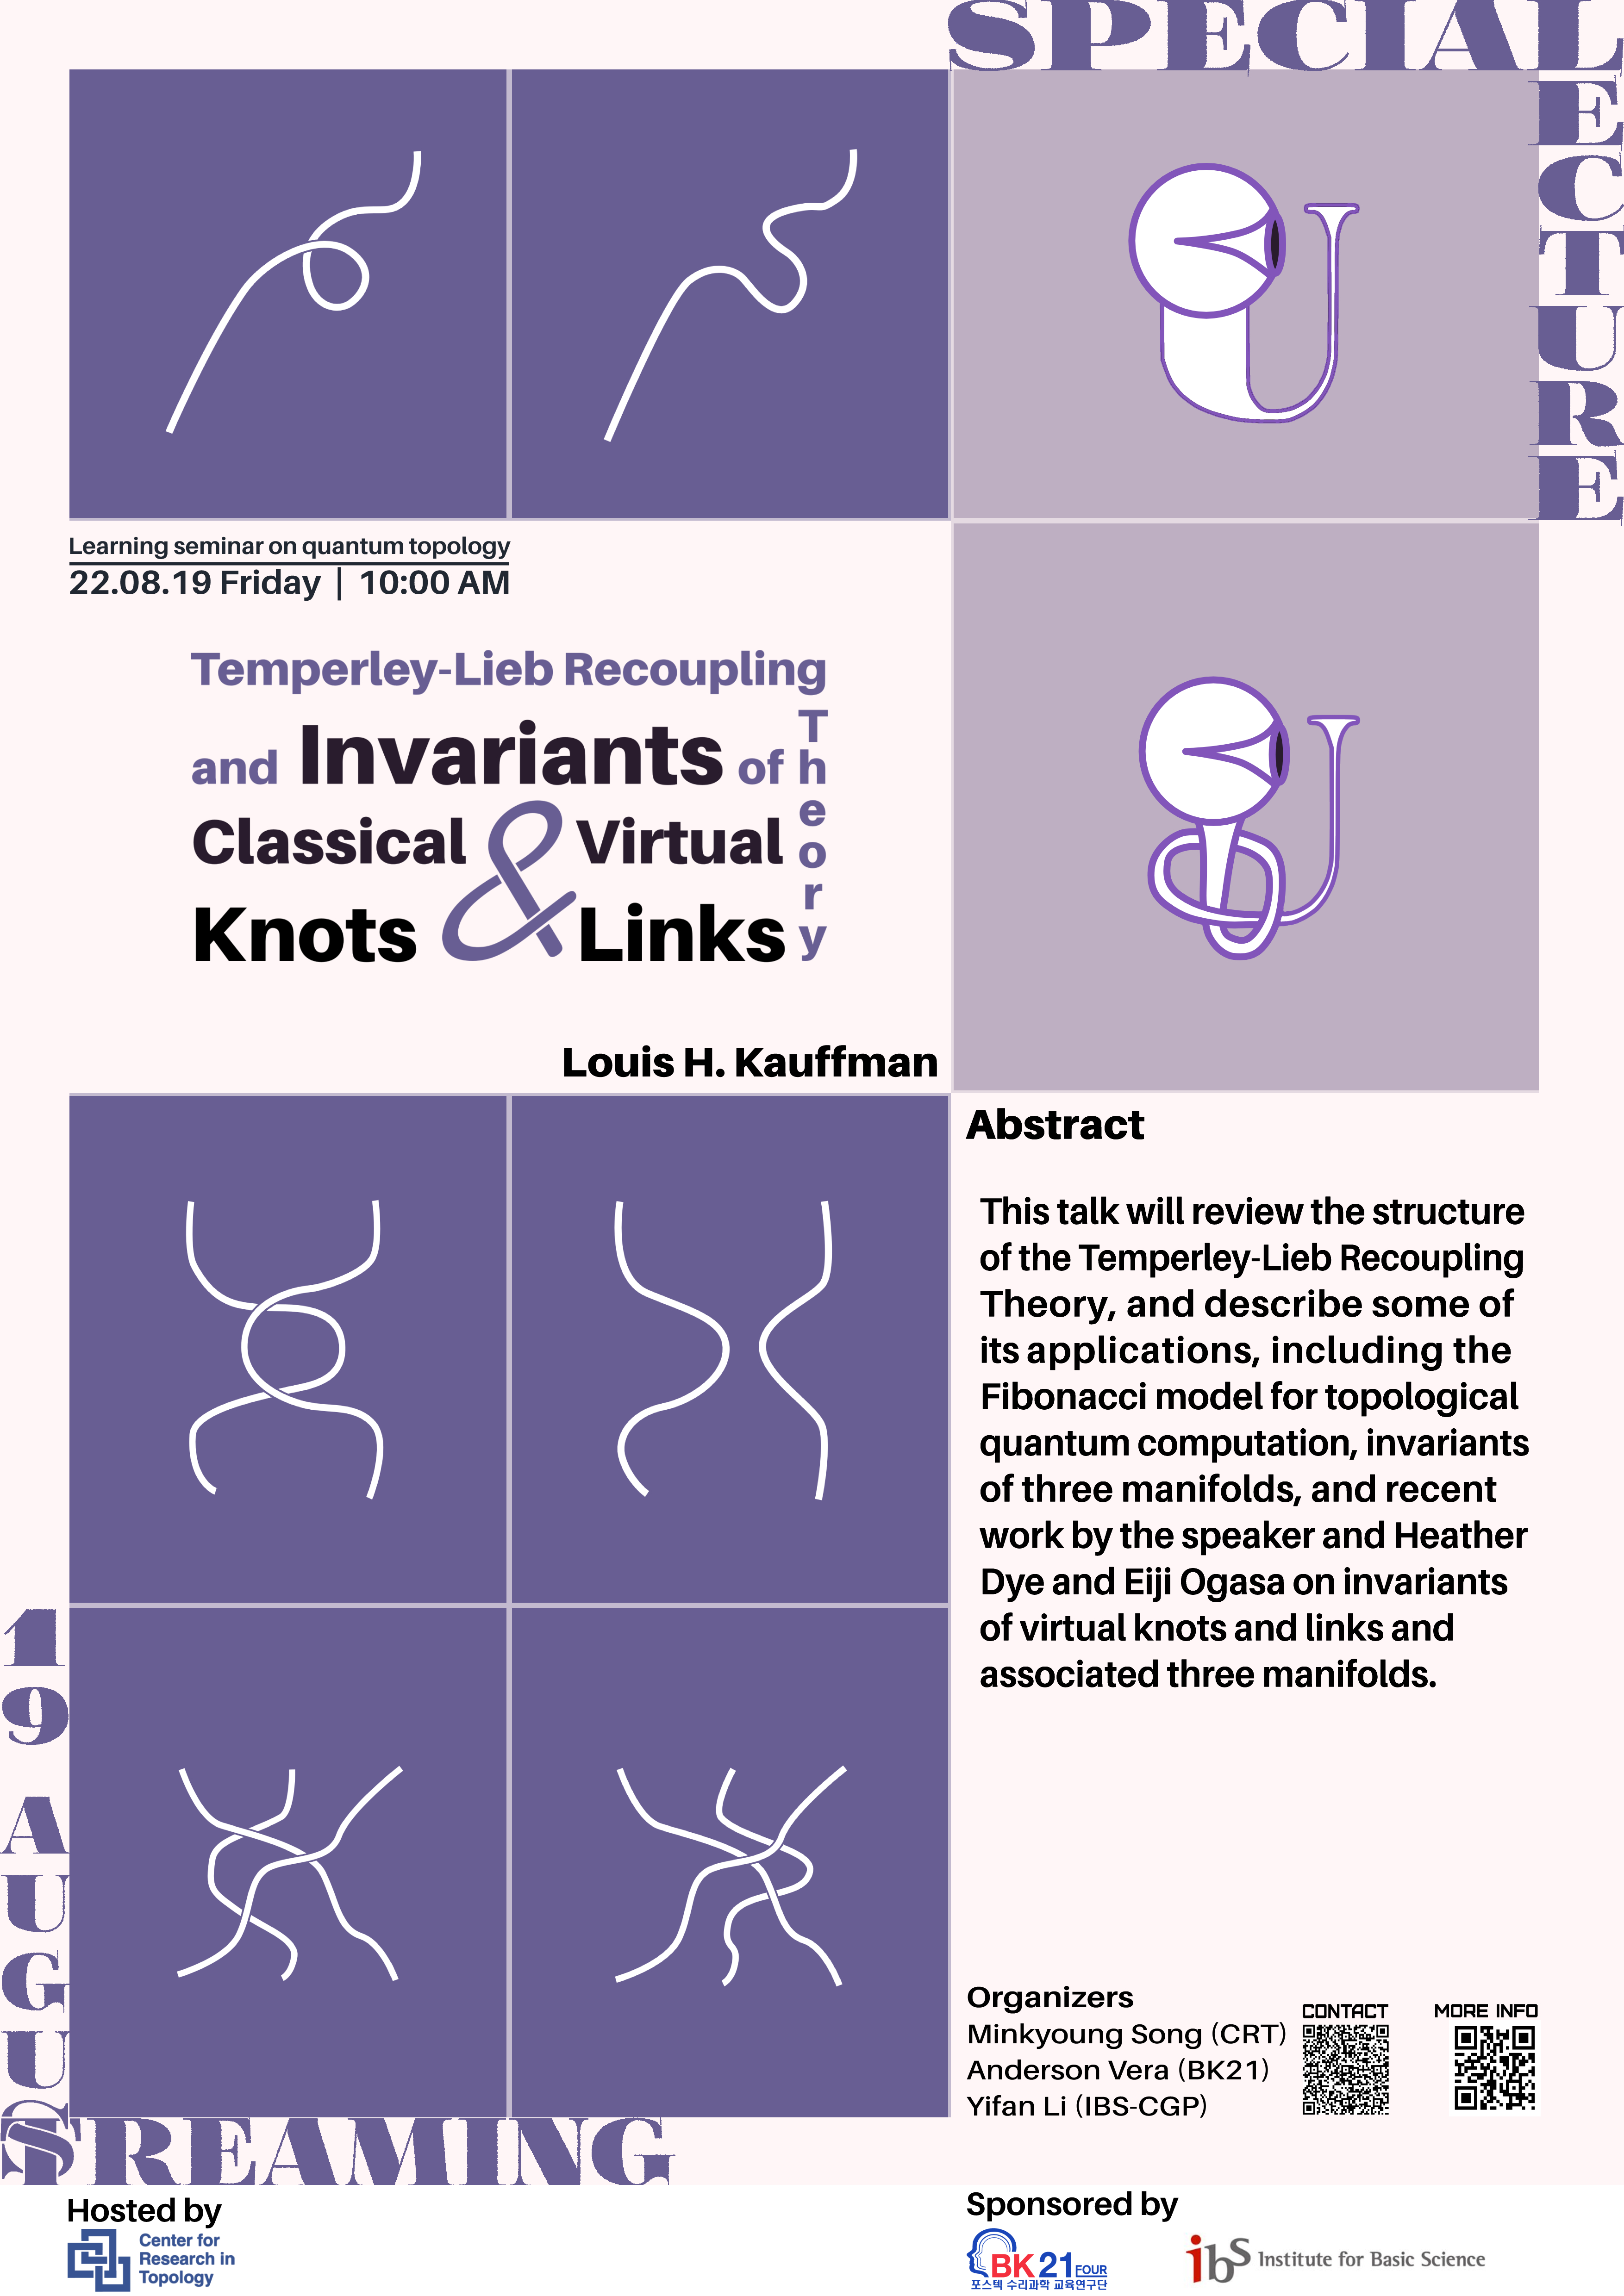 SPECIAL
LECTURE
Learning seminar on quantum topology
22.08.19 Friday | 10:00 AM
Temperley-Lieb Recoupling
Theory
and Invariants of
Classical & Virtual
Knots & Links
Louis H. Kauffman
Abstract
This talk will review the structure
of the Temperley-Lieb Recoupling
Theory, and describe some of
its applications, including the
Fibonacci model for topological
quantum computation, invariants
of three manifolds, and recent
work by the speaker and Heather
Dye and Eiji Ogasa on invariants
of virtual knots and links and
associated three manifolds.
19 AUGUST
STREAMING
Organizers
Minkyoung Song (CRT)
Anderson Vera (BK21)
Yifan Li (IBS-CGP)
CONTACT
MORE INFO
Hosted by
Center for
Research in
Topology
Sponsored by
BK21 FOUR
포스텍 수리과학 교육연구단
ibS Institute for Basic Science